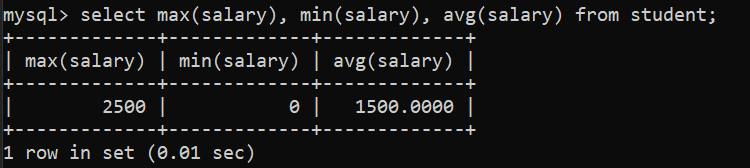 mysql> select max(salary), min(salary), avg(salary) from student;
+-------------+-------------+-------------+
| max(salary) | min(salary) | avg(salary) |
+-------------+-------------+-------------+
|        2500 |           0 |   1500.0000 |
+-------------+-------------+-------------+
1 row in set (0.01 sec)